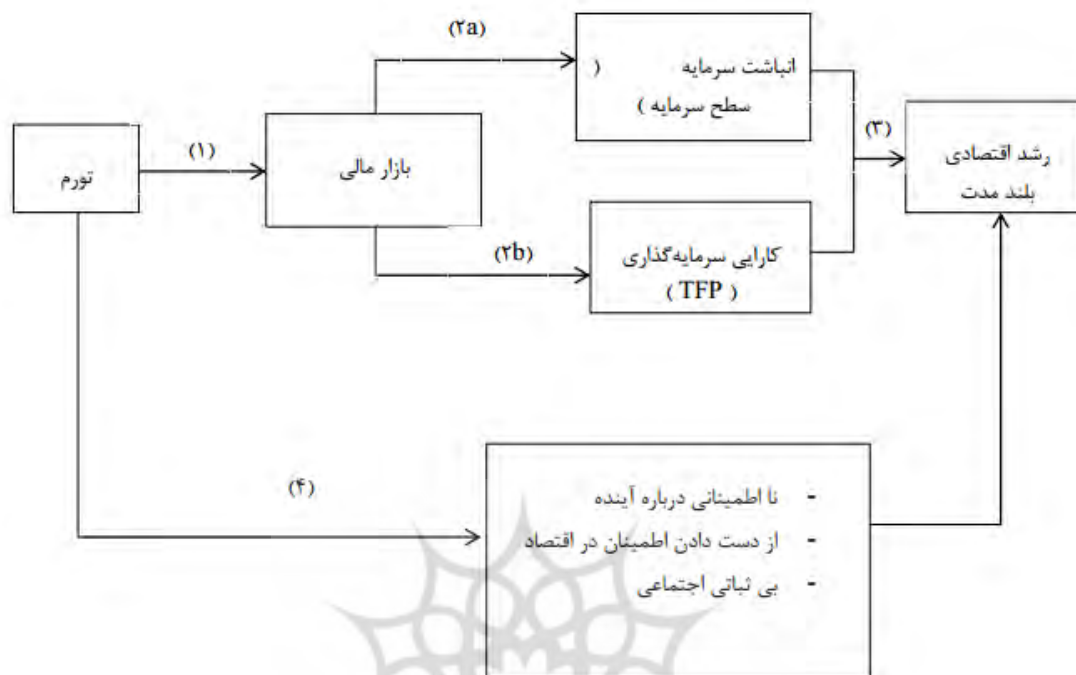 (۲a)
انباشت سرمایه (
سطح سرمایه )
(۳)
رشد اقتصادی
بلند مدت
(۱)
تورم
بازار مالی
(۲b)
کارایی سرمایه‌گذاری
( TFP )
(۴)
- نا اطمینانی درباره آینده
- از دست دادن اطمینان در اقتصاد
- بی ثباتی اجتماعی